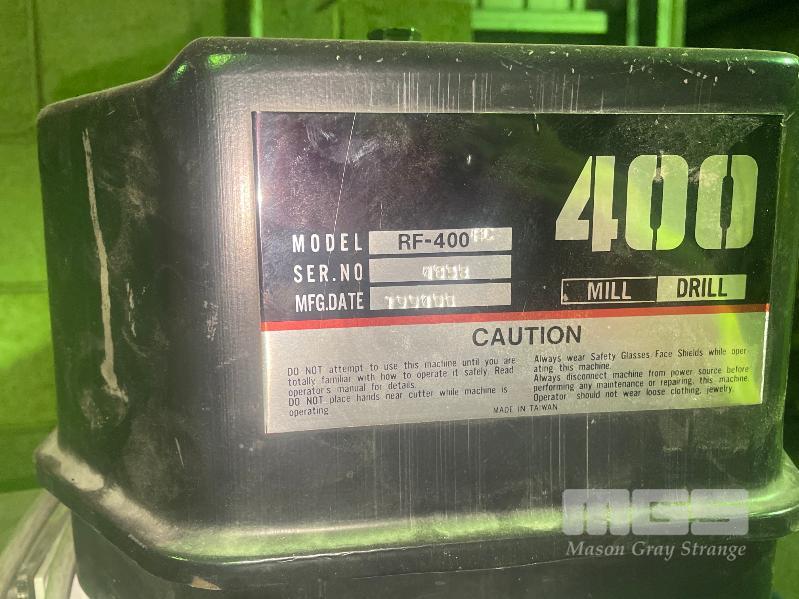 400
MODEL RF-400
SER.NO
MFG.DATE
MILL DRILL
CAUTION
DO NOT attempt to use this machine until you are
totally familiar with how to operate it safely. Read
operator's manual for details.
DO NOT place hands near cutter while machine is
operating.
Always wear Safety Glasses, Face Shields while oper-
ating this machine.
Always disconnect machine from power source before
performing any maintenance or repairing, this machine.
Operator should not wear loose clothing, jewelry.
MADE IN TAIWAN
MGS
Mason Gray Strange